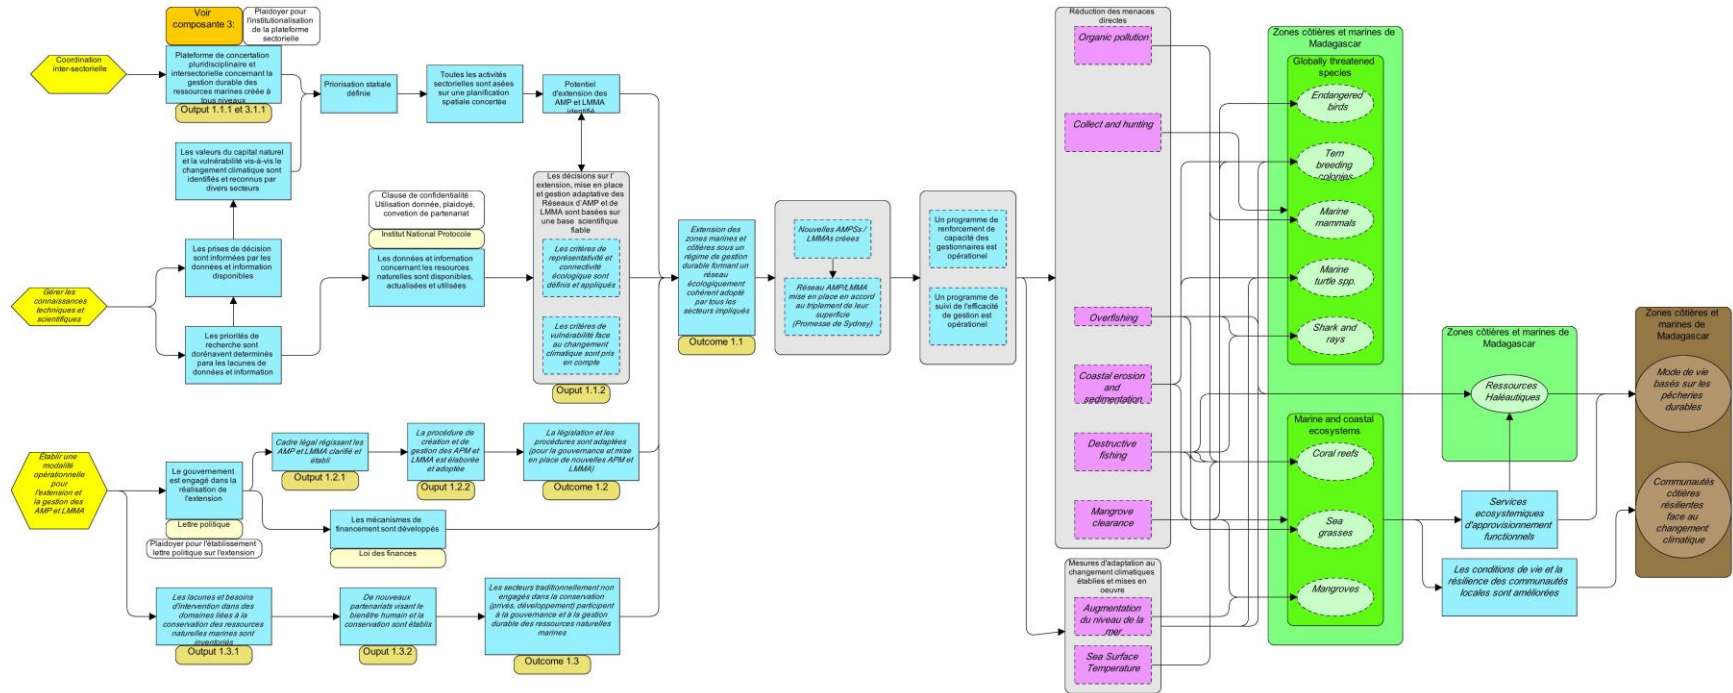 Voir
composante 3:
Plaidoyer pour
l'Institutionalisation
de la plateforme
sectorielle
Coordination
inter-sectorielle
Plateforme de concertation
pluridisciplinaire et
intersectorielle concernant la
gestion durable des
ressources marines créée à
tous niveaux
Output 1.1.1 et 3.1.1
Priorisation statiale
définie
Toutes les activités
sectorielles sont asées
sur une planification
spatiale concertée
Potentiel
d'extension des
AMP et LMMA
identifié
Les valeurs du capital naturel
et la vulnérabilité vis-à-vis le
changement climatique sont
identifiés et reconnus par
divers secteurs
Les prises de décision
sont informées par les
données et information
disponibles
Gérer les
connaissances
techniques et
scientifiques
Les priorités de
recherche sont
dorénavent determinés
para les lacunes de
données et information
Clause de confidentialité
Utilisation donnée, plaidoyé,
convetion de partenariat
Institut National Protocole
Les données et information
concernant les resources
naturelles sont disponibles,
actualisées et utilisées
Les décisions sur l'
extension, mise en place
et gestion adaptative des
Réseaux d'AMP et de
LMMA sont basées sur
une base scientifique
fiable
Les critères de
représentativité et
connectivité
écologique sont
définis et appliqués
Les critères de
vulnérabilité face
au changement
climatique sont pris
en compte
Ouput 1.1.2
Extension des
zones marines et
côtières sous un
régime de gestion
durable formant un
réseau
écologiquement
cohérent adopté
par tous les
secteurs impliqués
Outcome 1.1
Nouvelles AMPSs /
LMMAs créees
Réseau AMP/LMMA
mise en place en accord
au triplement de leur
superficie
(Promesse de Sydney)
Un programme de
renforcement de
capacité des
gestionnaires est
opérationel
Un programme de
suivi de l'efficacité
de gestion est
opérationel
Etablir une
modalité
opérationnelle
pour
l'extension et
la gestion des
AMP et LMMA
Le gouvernement
est engagé dans la
réalisation de
l'extension
Lettre politique
Plaidoyer pour l'établissement
lettre politique sur l'extension
Cadre légal régissant les
AMP et LMMA clarifié et
établi
Output 1.2.1
La procédure de
création et de
gestion des APM et
LMMA est élaborée
et adoptée
Ouput 1.2.2
La législation et les
procédures sont adaptées
(pour la gouvernance et mise
en place de nouvelles APM et
LMMA)
Outcome 1.2
Les mécanismes de
financement sont développés
Loi des finances
Les lacunes et besoins
d'intervention dans des
domaines liées à la
conservation des ressources
naturelles marines sont
inventoriés
Output 1.3.1
De nouveaux
partenariats visant le
bienêtre humain et la
conservation sont établis
Ouput 1.3.2
Les secteurs traditionnellement non
engagés dans la conservation
(privés, développement) participent
à la gouvernance et à la gestion
durable des ressources naturelles
marines
Outcome 1.3
Réduction des menaces
directes
Organic pollution
Collect and hunting
Overfishing
Coastal erosion
and
sedimentation
Destructive
fishing
Mangrove
clearance
Mesures d'adaptation au
changement climatiques
établies et mises en
oeuvre
Augmentation
du niveau de la
mer
Sea Surface
Temperature
Zones côtières et marines de
Madagascar
Globally threatened
species
Endangered
birds
Tern
breeding
colonies
Marine
mammals
Marine
turtle spp.
Shark and
rays
Marine and coastal
ecosystems
Coral reefs
Sea
grasses
Mangroves
Zones côtières et marines de
Madagascar
Ressources
Haléautiques
Services
ecosystemiques
d'approvisionnement
functionnels
Les conditions de vie et la
résilience des communautés
locales sont améliorées
Zones côtières et
marines de
Madagascar
Mode de vie
basés sur les
pêcheries
durables
Communautés
côtières
résilientes
face au
changement
climatique